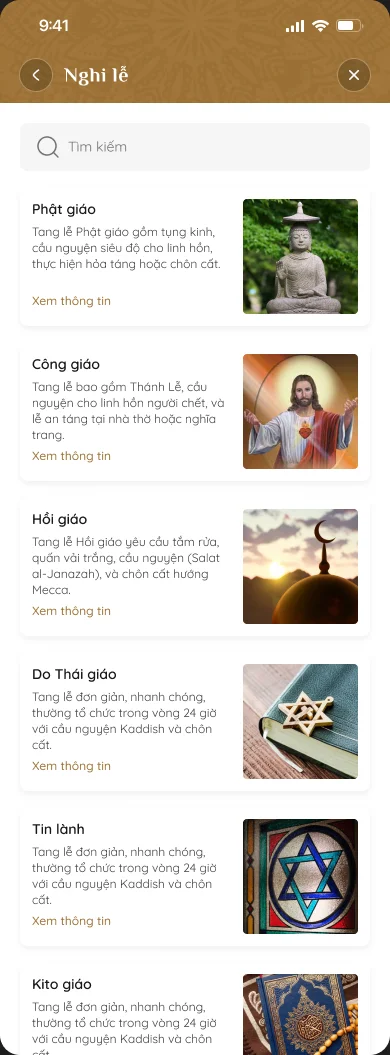 9:41
Nghi lễ
Tìm kiếm
Phật giáo
Tang lễ Phật giáo gồm tụng kinh,
cầu nguyện siêu độ cho linh hồn,
thực hiện hỏa táng hoặc chôn cất.
Xem thông tin
Công giáo
Tang lễ bao gồm Thánh Lễ, cầu
nguyện cho linh hồn người chết, và
lễ an táng tại nhà thờ hoặc nghĩa
trang.
Xem thông tin
Hồi giáo
Tang lễ Hồi giáo yêu cầu tắm rửa,
quấn vải trắng, cầu nguyện (Salat
al-Janazah), và chôn cất hướng
Mecca.
Xem thông tin
Do Thái giáo
Tang lễ đơn giản, nhanh chóng,
thường tổ chức trong vòng 24 giờ
với cầu nguyện Kaddish và chôn
cất.
Xem thông tin
Tin lành
Tang lễ đơn giản, nhanh chóng,
thường tổ chức trong vòng 24 giờ
với cầu nguyện Kaddish và chôn
cất.
Xem thông tin
Kito giáo
Tang lễ đơn giản, nhanh chóng,
thường tổ chức trong vòng 24 giờ
với cầu nguyện Kaddish và chôn
cất.